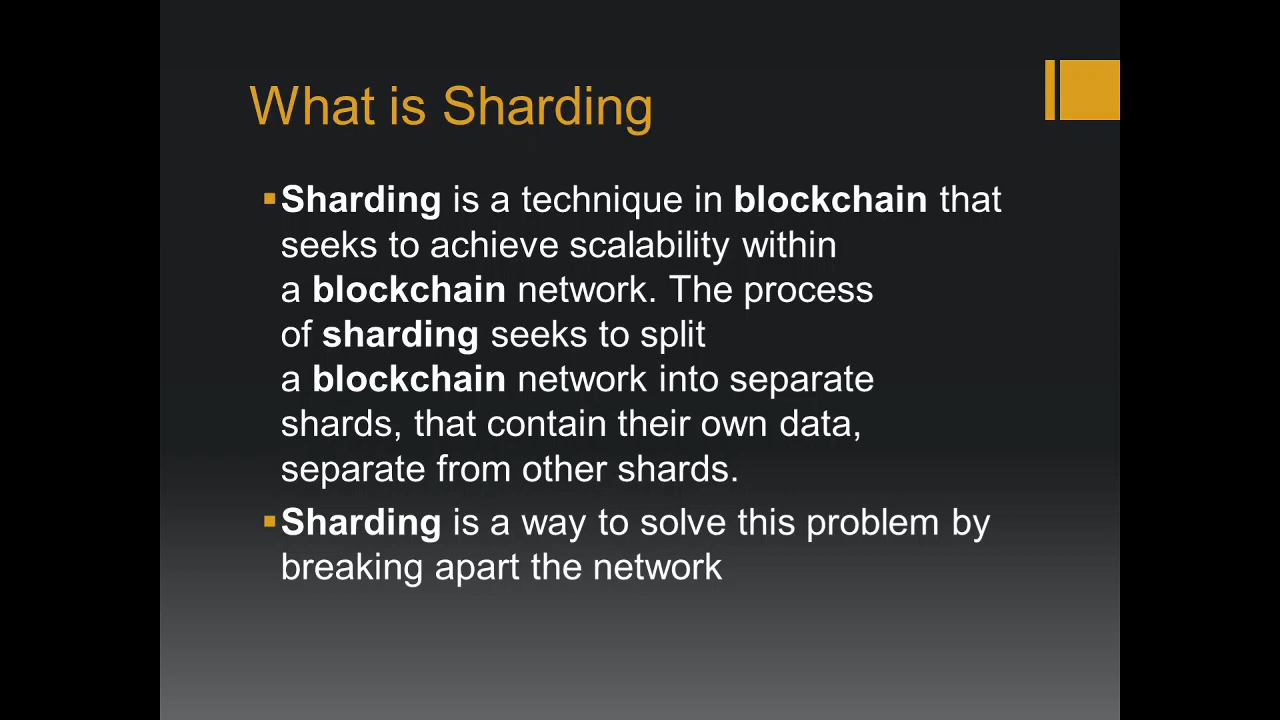 What is Sharding
▪Sharding is a technique in blockchain that
seeks to achieve scalability within
a blockchain network. The process
of sharding seeks to split
a blockchain network into separate
shards, that contain their own data,
separate from other shards.
▪Sharding is a way to solve this problem by
breaking apart the network